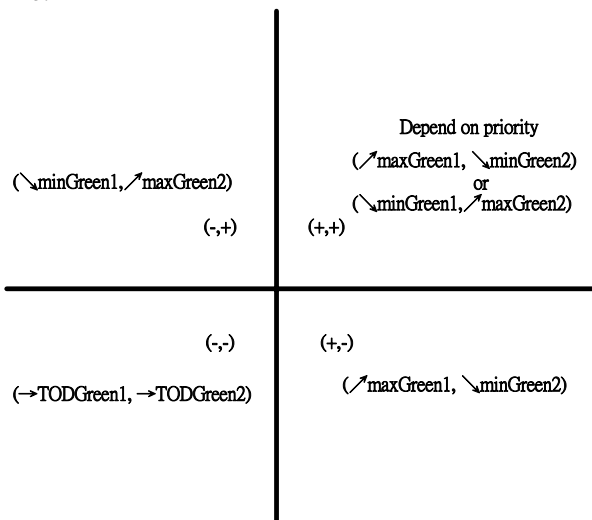 Depend on priority
(↗maxGreen1, ↘minGreen2)
or
(↘minGreen1,↗maxGreen2)
(↘minGreen1,↗maxGreen2)
(-,+)
(+,+)
(-,-)
(+,-)
(→TODGreen1, →TODGreen2)
(↗maxGreen1, ↘minGreen2)